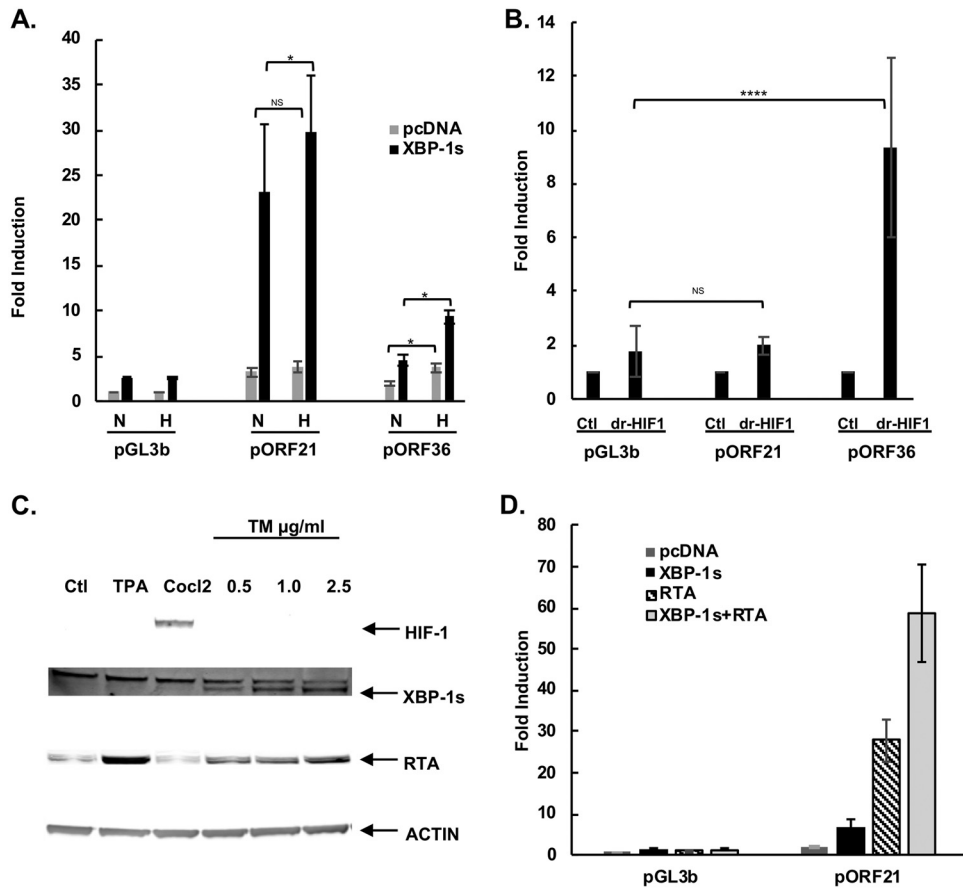 A.
40
35
30
25
20
15
10
5
0
Fold Induction
*
NS
*
*
pcDNA
XBP-1s
N H N H N H
pGL3b pORF21 pORF36
B.
14
12
10
8
6
4
2
0
Fold Induction
****
NS
Ctl dr-HIF1 Ctl dr-HIF1 Ctl dr-HIF1
pGL3b pORF21 pORF36
C.
TM µg/ml
Ctl TPA Cocl2 0.5 1.0 2.5
HIF-1
XBP-1s
RTA
ACTIN
D.
80
70
60
50
40
30
20
10
0
Fold Induction
pcDNA
XBP-1s
RTA
XBP-1s+RTA
pGL3b pORF21